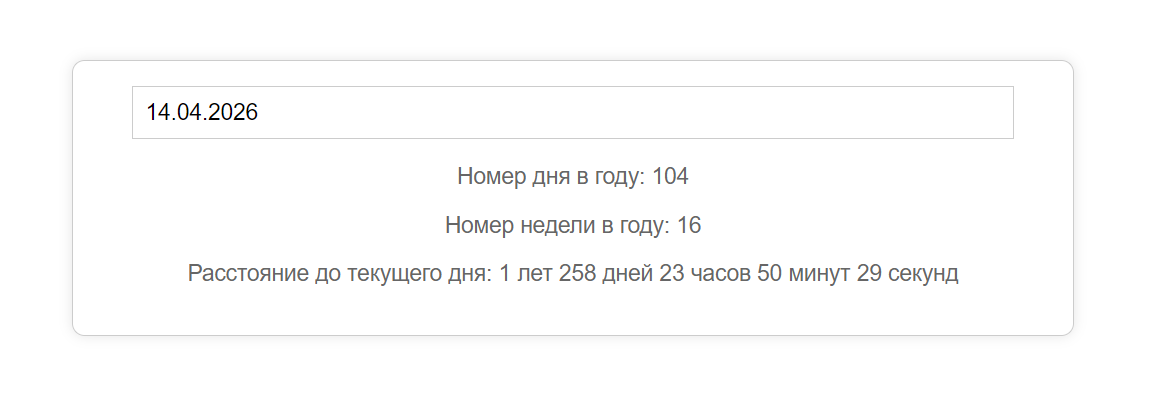 14.04.2026
Номер дня в году: 104
Номер недели в году: 16
Расстояние до текущего дня: 1 лет 258 дней 23 часов 50 минут 29 секунд